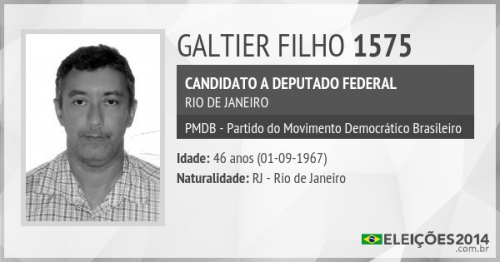 GALTIER FILHO 1575
CANDIDATO A DEPUTADO FEDERAL
RIO DE JANEIRO
PMDB - Partido do Movimento Democrático Brasileiro
Idade: 46 anos (01-09-1967)
Naturalidade: RJ - Rio de Janeiro
ELEIÇÕES2014
.com.br